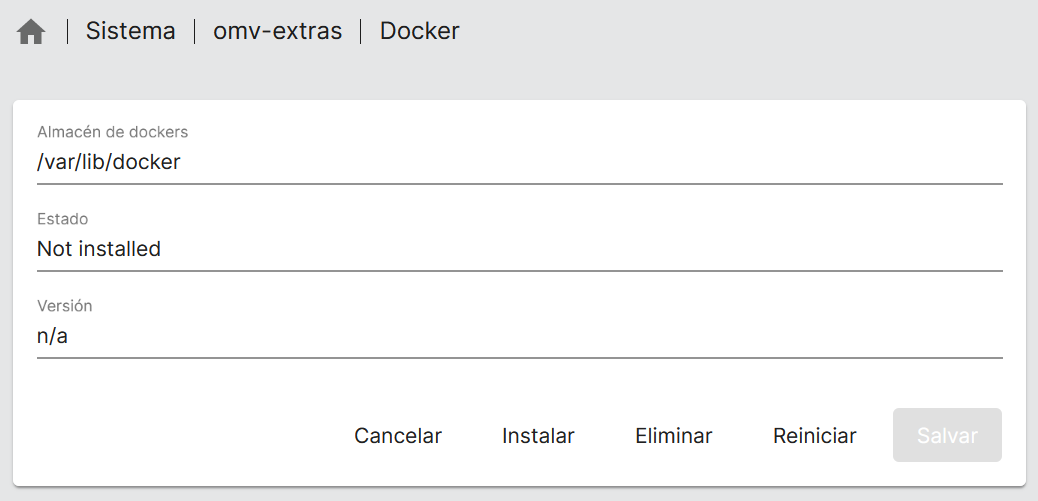 Sistema | omv-extras | Docker
Almacén de dockers
/var/lib/docker
Estado
Not installed
Versión
n/a
Cancelar Instalar Eliminar Reiniciar Salvar